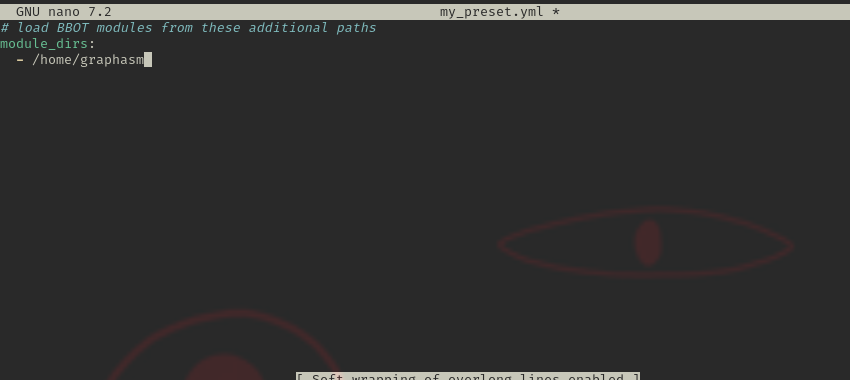 GNU nano 7.2 my_preset.yml *
# load BBOT modules from these additional paths
module_dirs:
  - /home/graphasm
[ Soft wrapping of overlong lines enabled ]